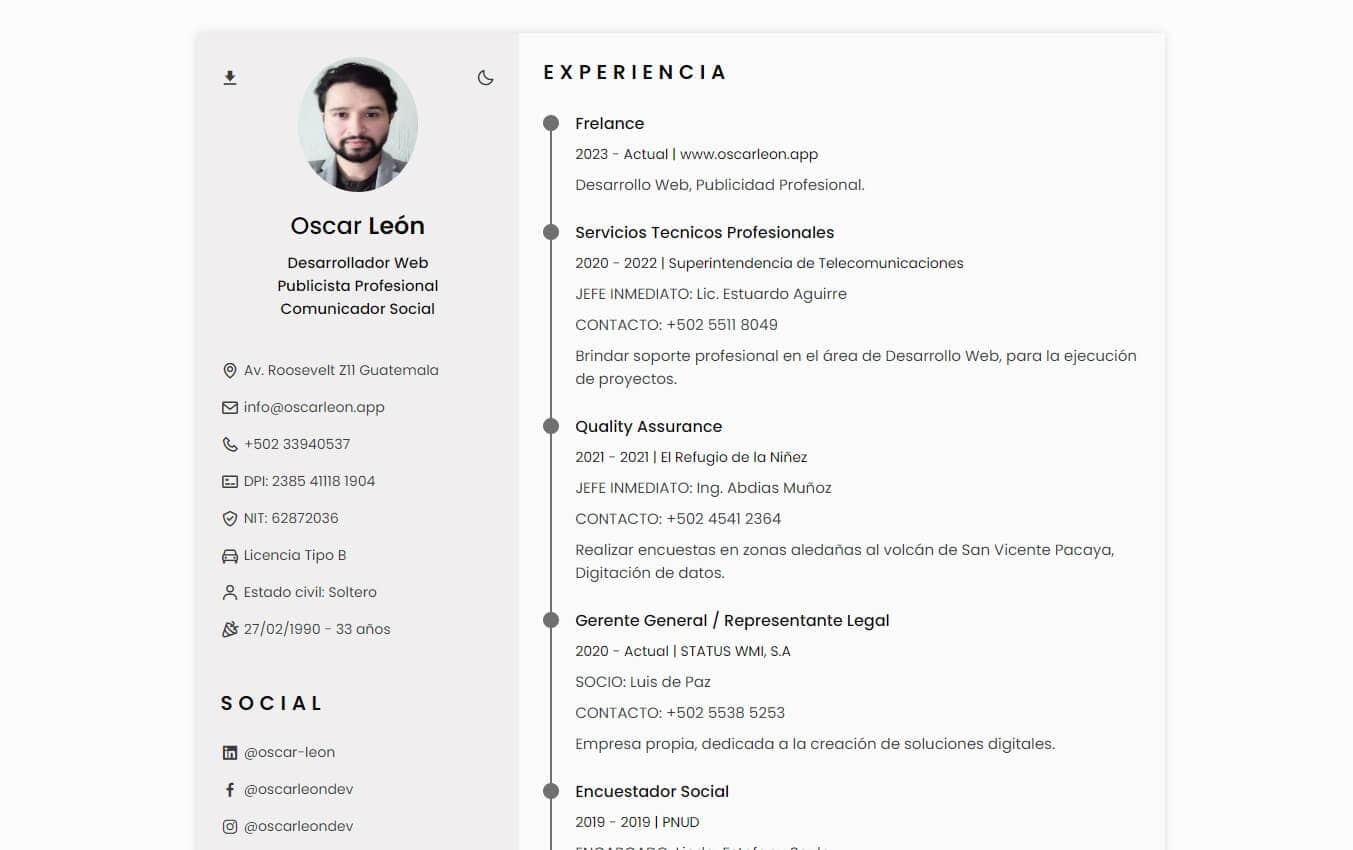 Oscar León
Desarrollador Web
Publicista Profesional
Comunicador Social
Av. Roosevelt Z11 Guatemala
info@oscarleon.app
+502 33940537
DPI: 2385 41118 1904
NIT: 62872036
Licencia Tipo B
Estado civil: Soltero
27/02/1990 - 33 años
SOCIAL
@oscar-leon
@oscarleondev
@oscarleondev
EXPERIENCIA
Frelance
2023 - Actual | www.oscarleon.app
Desarrollo Web, Publicidad Profesional.
Servicios Tecnicos Profesionales
2020 - 2022 | Superintendencia de Telecomunicaciones
JEFE INMEDIATO: Lic. Estuardo Aguirre
CONTACTO: +502 5511 8049
Brindar soporte profesional en el área de Desarrollo Web, para la ejecución
de proyectos.
Quality Assurance
2021 - 2021 | El Refugio de la Niñez
JEFE INMEDIATO: Ing. Abdias Muñoz
CONTACTO: +502 4541 2364
Realizar encuestas en zonas aledañas al volcán de San Vicente Pacaya,
Digitación de datos.
Gerente General / Representante Legal
2020 - Actual | STATUS WMI, S.A
SOCIO: Luis de Paz
CONTACTO: +502 5538 5253
Empresa propia, dedicada a la creación de soluciones digitales.
Encuestador Social
2019 - 2019 | PNUD